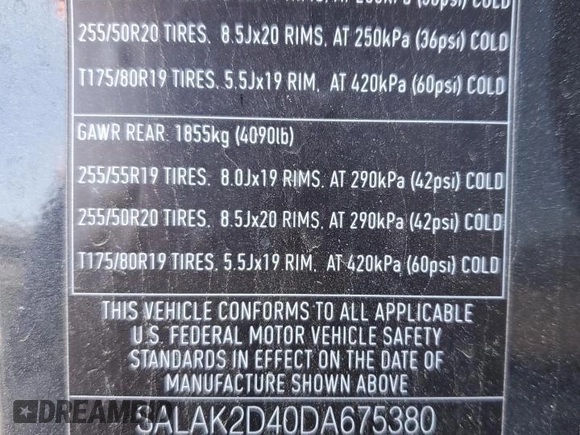 255/50R20 TIRES, 8.5Jx20 RIMS, AT 250kPa (36psi) COLD
T175/80R19 TIRES, 5.5Jx19 RIM, AT 420kPa (60psi) COLD
GAWR REAR: 1855kg (4090lb)
255/55R19 TIRES, 8.0Jx19 RIMS, AT 290kPa (42psi) COLD
255/50R20 TIRES, 8.5Jx20 RIMS, AT 290kPa (42psi) COLD
T175/80R19 TIRES, 5.5Jx19 RIM, AT 420kPa (60psi) COLD
THIS VEHICLE CONFORMS TO ALL APPLICABLE
U.S. FEDERAL MOTOR VEHICLE SAFETY
STANDARDS IN EFFECT ON THE DATE OF
MANUFACTURE SHOWN ABOVE
SALAK2D40DA675380
©DREAMBID.COM